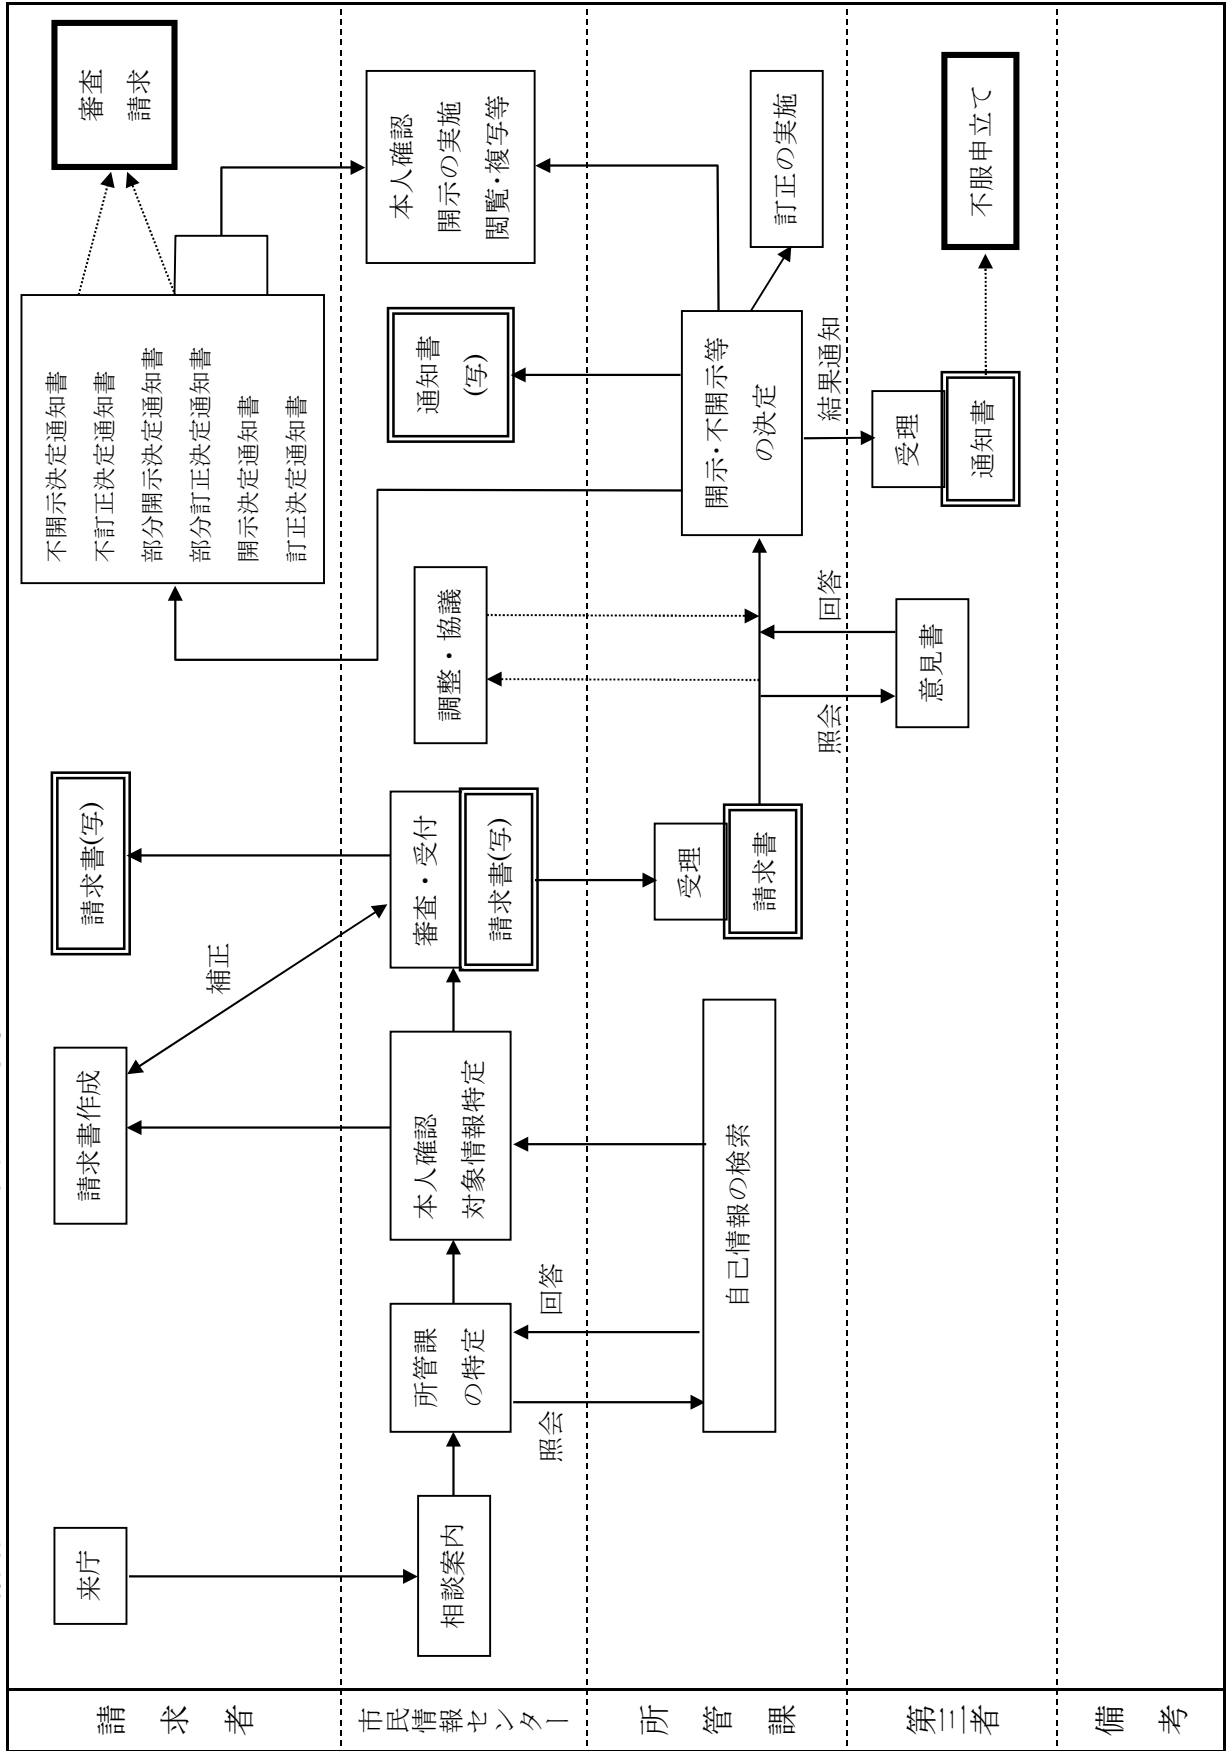 請求者
来庁
請求書作成
補正
請求書(写)
不開示決定通知書
不訂正決定通知書
部分開示決定通知書
部分訂正決定通知書
開示決定通知書
訂正決定通知書
審査
請求
市民情報センター
相談案内
所管課
の特定
照会
回答
本人確認
対象情報特定
審査・受付
請求書(写)
調整・協議
通知書
(写)
本人確認
開示の実施
閲覧・複写等
所管課
自己情報の検索
受理
請求書
照会
回答
開示・不開示等
の決定
結果通知
訂正の実施
第三者
意見書
受理
通知書
不服申立て
備考